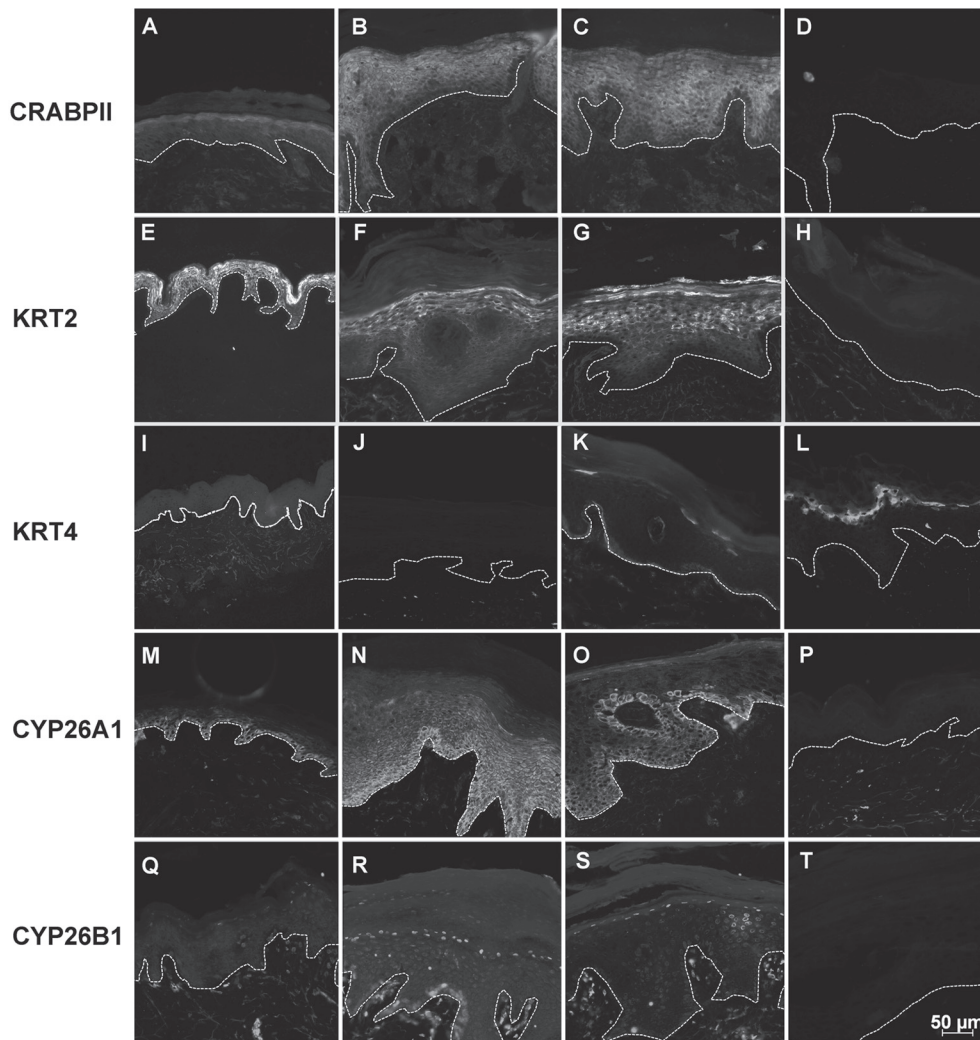 A B C D
CRABPII
E F G H
KRT2
I J K L
KRT4
M N O P
CYP26A1
Q R S T
CYP26B1
50 µm